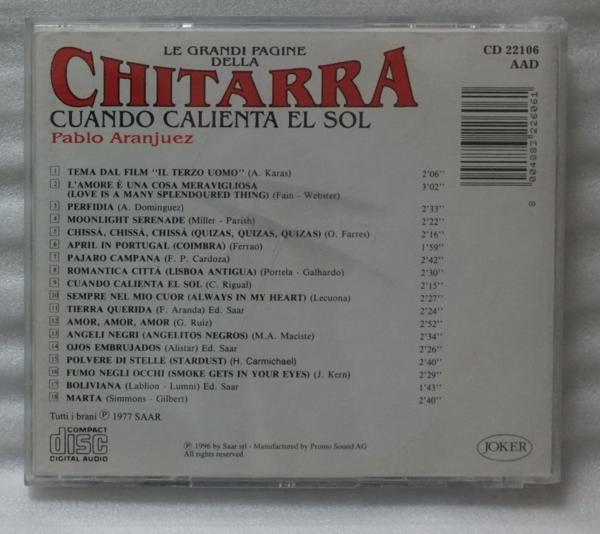 LE GRANDI PAGINE
DELLA
CHITARRA
CUANDO CALIENTA EL SOL
Pablo Aranjuez
CD 22106
AAD
8 004883 226061
1 TEMA DAL FILM "IL TERZO UOMO" (A. Karas) 2'06''
2 L'AMORE È UNA COSA MERAVIGLIOSA 3'02''
(LOVE IS A MANY SPLENDOURED THING) (Fain - Webster)
3 PERFIDIA (A. Dominguez) 2'33''
4 MOONLIGHT SERENADE (Miller - Parish) 2'22''
5 CHISSÀ, CHISSÀ, CHISSÀ (QUIZAS, QUIZAS, QUIZAS) (O. Farres) 2'16''
6 APRIL IN PORTUGAL (COIMBRA) (Ferrao) 1'59''
7 PAJARO CAMPANA (F. P. Cardoza) 2'42''
8 ROMANTICA CITTÀ (LISBOA ANTIGUA) (Portela - Galhardo) 2'30''
9 CUANDO CALIENTA EL SOL (C. Rigual) 2'15''
10 SEMPRE NEL MIO CUOR (ALWAYS IN MY HEART) (Lecuona) 2'27''
11 TIERRA QUERIDA (F. Aranda) Ed. Saar 2'24''
12 AMOR, AMOR, AMOR (G. Ruiz) 2'52''
13 ANGELI NEGRI (ANGELITOS NEGROS) (M.A. Maciste) 2'34''
14 OJOS EMBRUJADOS (Alistar) Ed. Saar 2'26''
15 POLVERE DI STELLE (STARDUST) (H. Carmichael) 2'40''
16 FUMO NEGLI OCCHI (SMOKE GETS IN YOUR EYES) (J. Kern) 2'29''
17 BOLIVIANA (Lablion - Lumni) Ed. Saar 1'43''
18 MARTA (Simmons - Gilbert) 2'40''
Tutti i brani ℗ 1977 SAAR
COMPACT
disc
DIGITAL AUDIO
℗ 1996 by Saar srl - Manufactured by Promo Sound AG
All rights reserved.
JOKER